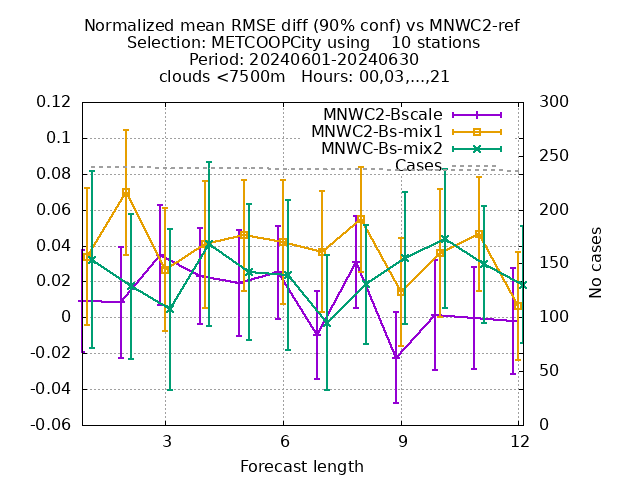 Normalized mean RMSE diff (90% conf) vs MNWC2-ref
Selection: METCOOPCity using    10 stations
Period: 20240601-20240630
clouds <7500m   Hours: 00,03,...,21
MNWC2-Bscale
MNWC2-Bs-mix1
MNWC-Bs-mix2
Cases
0.12
0.1
0.08
0.06
0.04
0.02
0
-0.02
-0.04
-0.06
300
250
200
150
100
50
0
No cases
3
6
9
12
Forecast length